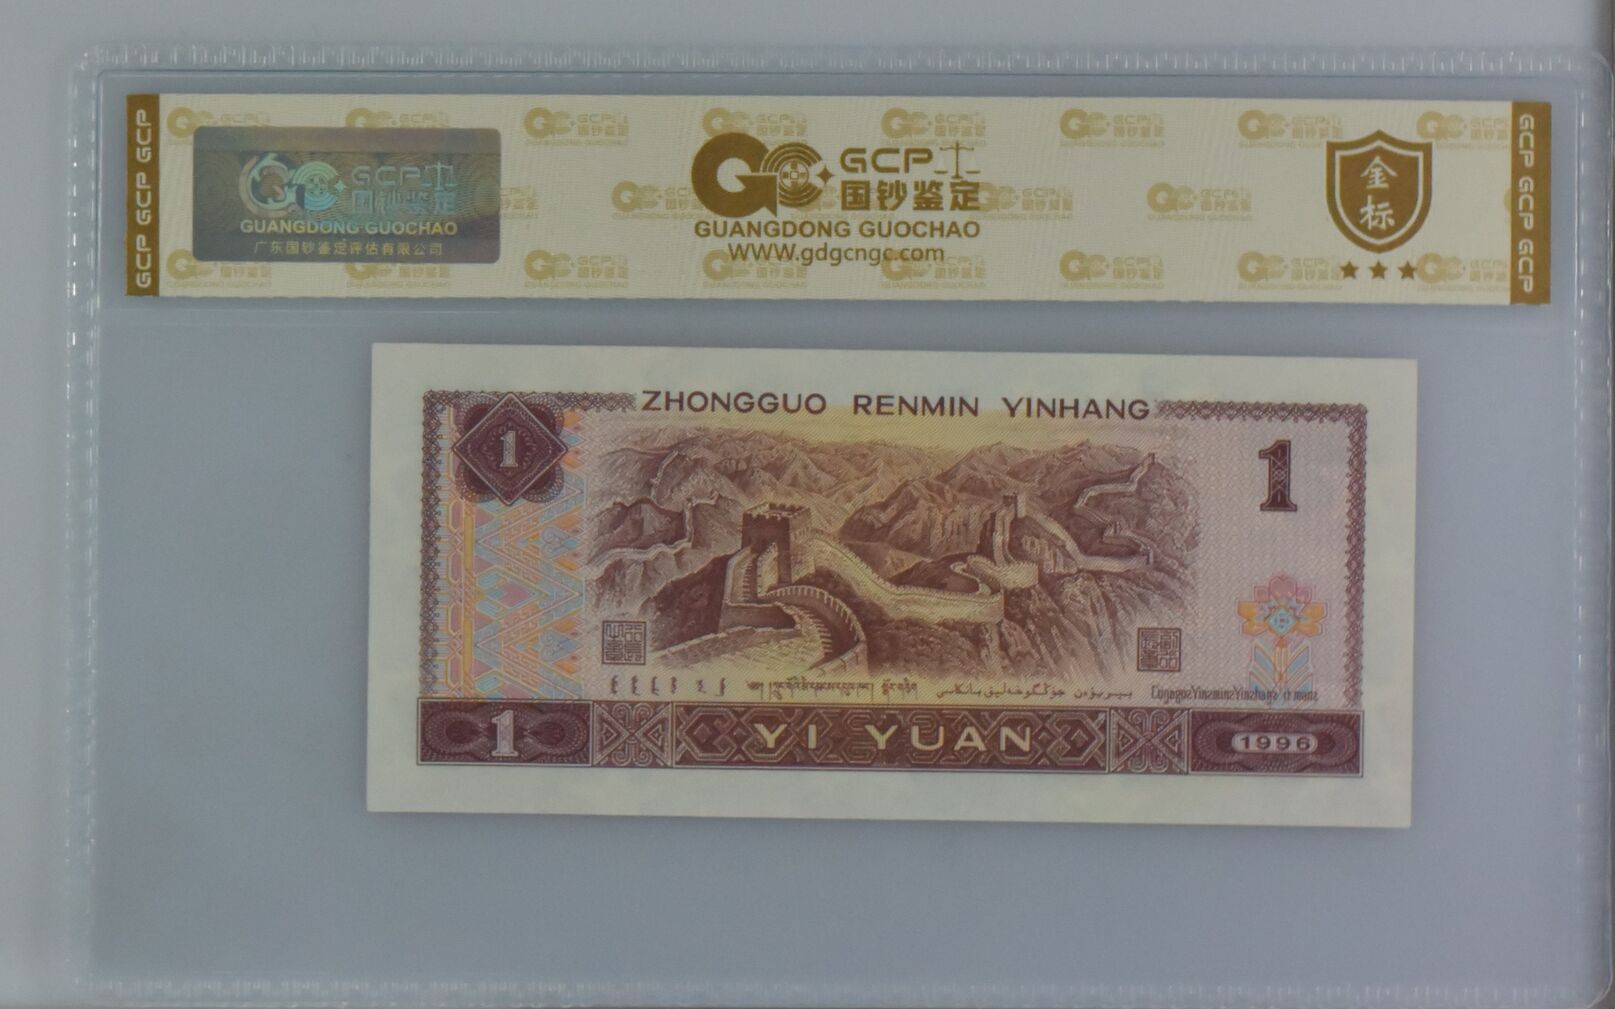 GCP GCP GCP
GCP 国钞鉴定
GUANGDONG GUOCHAO
广东国钞鉴定评估有限公司
GCP
国钞鉴定
GUANGDONG GUOCHAO
WWW.gdgcngc.com
金标
GCP GCP GCP
ZHONGGUO RENMIN YINHANG
1
1
1
YI YUAN
1996